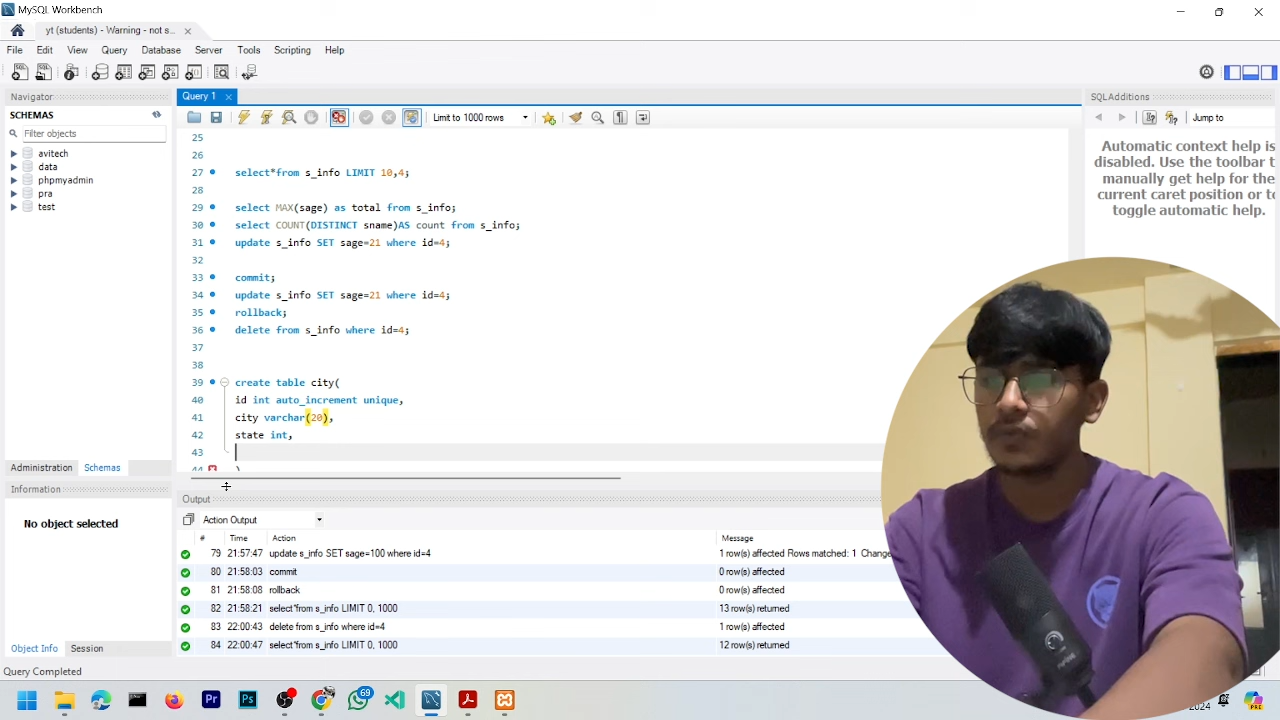 MySQL Workbench
yt (students) - Warning - not s...
File Edit View Query Database Server Tools Scripting Help
Navigator
SCHEMAS
Filter objects
avitech
data
phpmyadmin
pra
test
Administration Schemas
Information
No object selected
Object Info Session
Query Completed
Query 1
Limit to 1000 rows
25
26
27 select*from s_info LIMIT 10,4;
28
29 select MAX(sage) as total from s_info;
30 select COUNT(DISTINCT sname)AS count from s_info;
31 update s_info SET sage=21 where id=4;
32
33 commit;
34 update s_info SET sage=21 where id=4;
35 rollback;
36 delete from s_info where id=4;
37
38
39 create table city(
40 id int auto_increment unique,
41 city varchar(20),
42 state int,
43
44 )
Output
Action Output
# Time Action Message
79 21:57:47 update s_info SET sage=100 where id=4 1 row(s) affected Rows matched: 1
80 21:58:03 commit 0 row(s) affected
81 21:58:08 rollback 0 row(s) affected
82 21:58:21 select*from s_info LIMIT 0, 1000 13 row(s) returned
83 22:00:43 delete from s_info where id=4 1 row(s) affected
84 22:00:47 select*from s_info LIMIT 0, 1000 12 row(s) returned
SQLAdditions
Jump to
Automatic context help is
disabled. Use the toolbar
manually get help for the
current caret position or
toggle automatic help.
69
Pr
Ps
2024